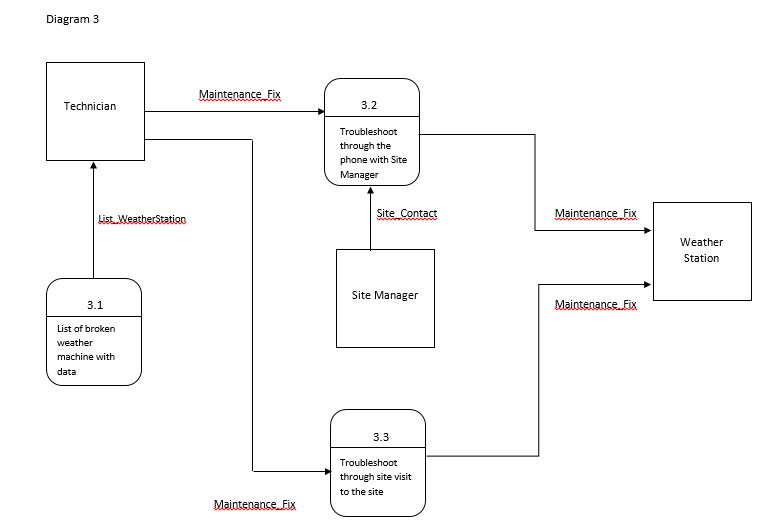 Diagram 3
Technician
Maintenance_Fix
3.2
Troubleshoot
through the
phone with Site
Manager
List_WeatherStation
Site_Contact
Maintenance_Fix
Weather
Station
3.1
List of broken
weather
machine with
data
Site Manager
Maintenance_Fix
3.3
Troubleshoot
through site visit
to the site
Maintenance_Fix